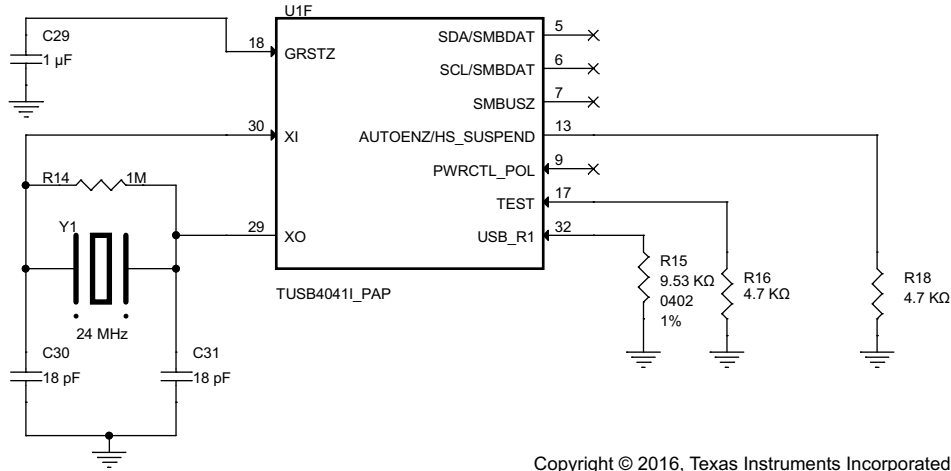 U1F
C29
1 µF
18
GRSTZ
SDA/SMBDAT
5
SCL/SMBDAT
6
SMBUSZ
7
30
XI
AUTOENZ/HS_SUSPEND
13
PWRCTL_POL
9
R14
1M
TEST
17
Y1
29
XO
USB_R1
32
R15
9.53 KΩ
0402
1%
R16
4.7 KΩ
R18
4.7 KΩ
TUSB4041I_PAP
24 MHz
C30
18 pF
C31
18 pF
Copyright © 2016, Texas Instruments Incorporated